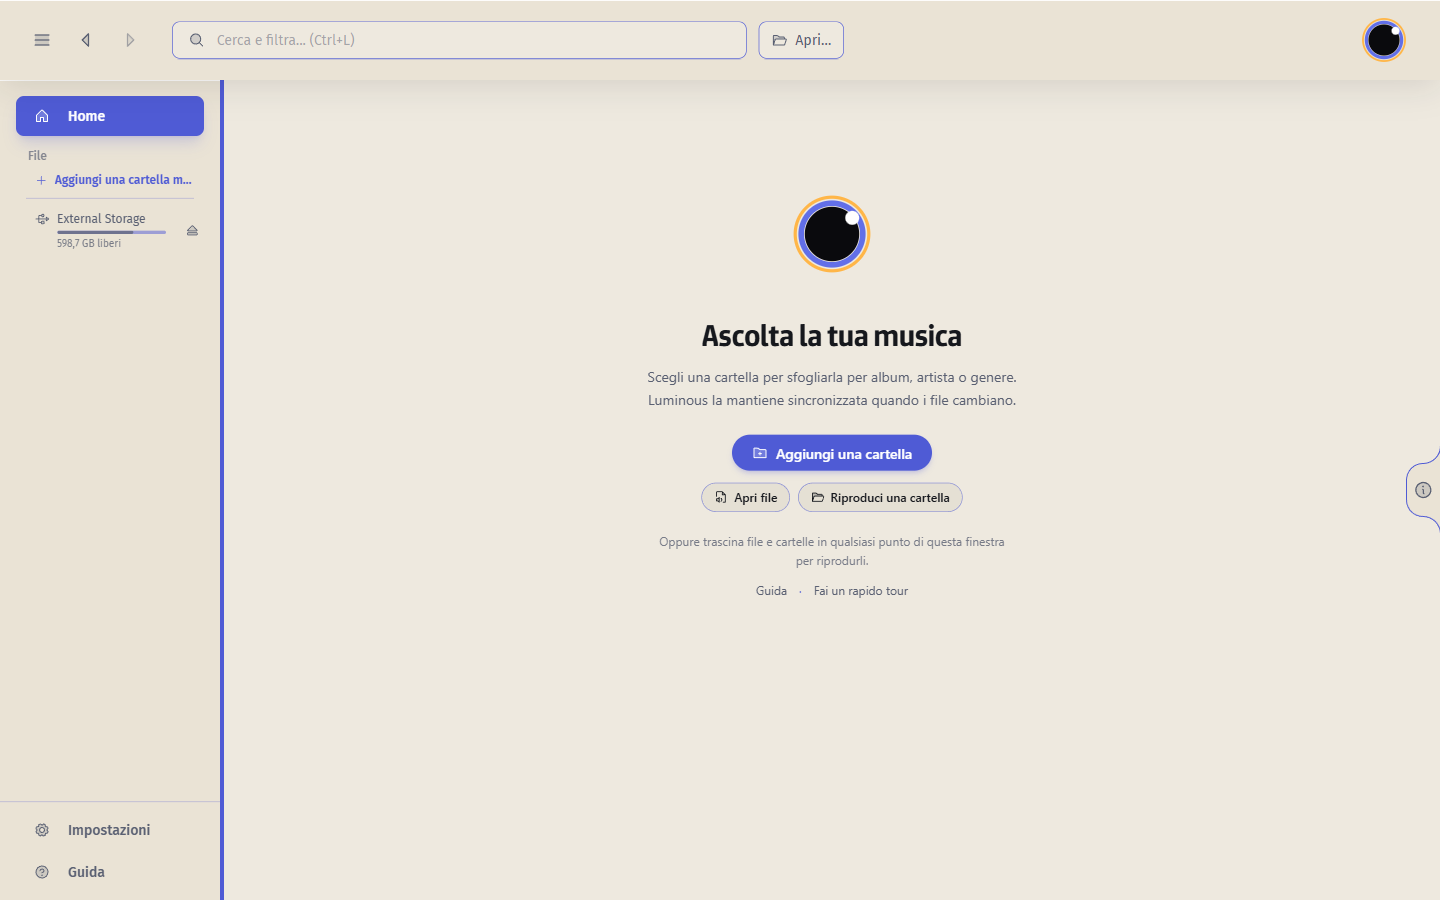 Cerca e filtra... (Ctrl+L)
Apri...
Home
File
Aggiungi una cartella m...
External Storage
598,7 GB liberi
Impostazioni
Guida
Ascolta la tua musica
Scegli una cartella per sfogliarla per album, artista o genere.
Luminous la mantiene sincronizzata quando i file cambiano.
Aggiungi una cartella
Apri file
Riproduci una cartella
Oppure trascina file e cartelle in qualsiasi punto di questa finestra
per riprodurli.
Guida · Fai un rapido tour